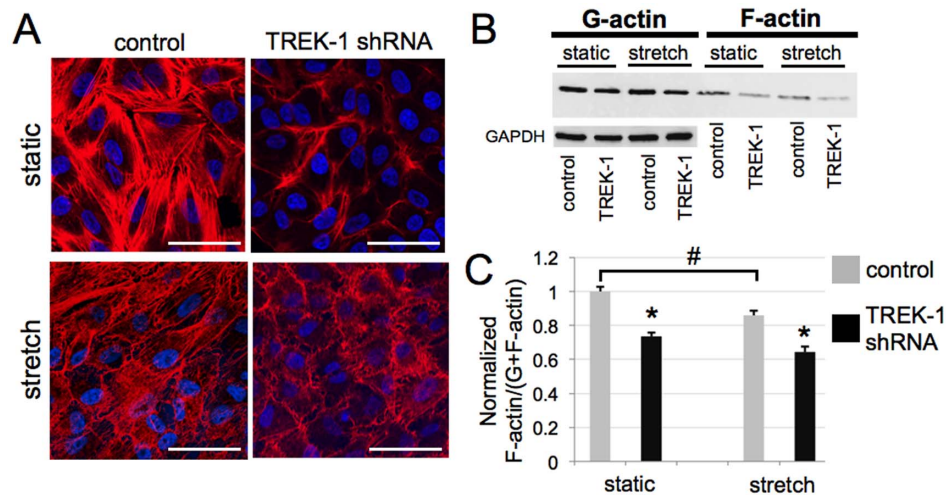 A
control
TREK-1 shRNA
static
stretch
B
G-actin
F-actin
static
stretch
static
stretch
GAPDH
control
TREK-1
control
TREK-1
control
TREK-1
control
TREK-1
C
Normalized
F-actin/(G+F-actin)
1.2
1
0.8
0.6
0.4
0.2
0
#
*
*
static
stretch
control
TREK-1
shRNA